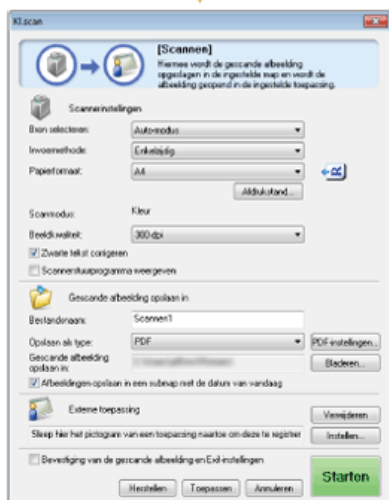 Kl.scan
[Scannen]
Hiermee wordt de gescande afbeelding
opgeslagen in de ingestelde map en wordt de
afbeelding geopend in de ingestelde toepassing.
Scannerinstellingen
Bron selecteren: Auto-modus
Invoermethode: Enkelzijdig
Papierformaat: A4
Afdrukstand...
Scanmodus: Kleur
Beeldkwaliteit: 300 dpi
Zwarte tekst corrigeren
Scannerstuurprogramma weergeven
Gescande afbeelding opslaan in
Bestandsnaam: Scannen1
Opslaan als type: PDF PDF-instellingen...
Gescande afbeelding
opslaan in: Bladeren...
Afbeeldingen opslaan in een submap met de datum van vandaag
Externe toepassing Verwijderen
Sleep hier het pictogram van een toepassing naartoe om deze te registrer Instellen...
Bevestiging van de gescande afbeelding en Exif-instellingen
Herstellen Toepassen Annuleren Starten